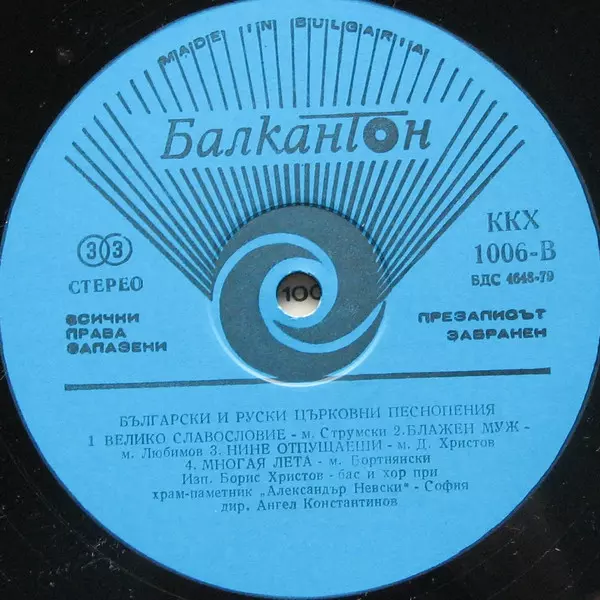 MADE IN BULGARIA
Балкантон
33
СТЕРЕО
ВСИЧКИ
ПРАВА
ЗАПАЗЕНИ
ККХ
1006-В
БДС 4648-79
ПРЕЗАПИСЪТ
ЗАБРАНЕН
100
БЪЛГАРСКИ И РУСКИ ЦЪРКОВНИ ПЕСНОПЕНИЯ
1 ВЕЛИКО СЛАВОСЛОВИЕ - м. Струмски 2. БЛАЖЕН МУЖ -
м. Любимов 3. НИНЕ ОТПУЩАЕШИ - м. Д. Христов
4. МНОГАЯ ЛЕТА - м. Бортнянски
Изп. Борис Христов - бас и хор при
храм-паметник „Александър Невски" - София
дир. Ангел Константинов